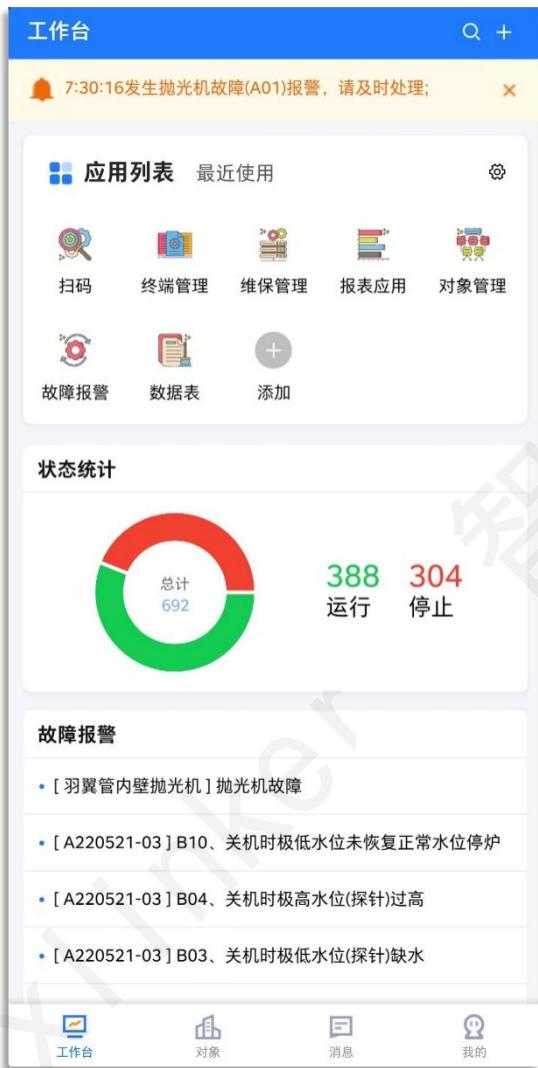 工作台
7:30:16发生抛光机故障(A01)报警，请及时处理;
应用列表 最近使用
扫码 终端管理 维保管理 报表应用 对象管理
故障报警 数据表 添加
状态统计
总计
692
388 304
运行 停止
故障报警
[ 羽翼管内壁抛光机 ] 抛光机故障
[ A220521-03 ] B10、关机时极低水位未恢复正常水位停炉
[ A220521-03 ] B04、关机时极高水位(探针)过高
[ A220521-03 ] B03、关机时极低水位(探针)缺水
工作台 对象 消息 我的
xlinker
智